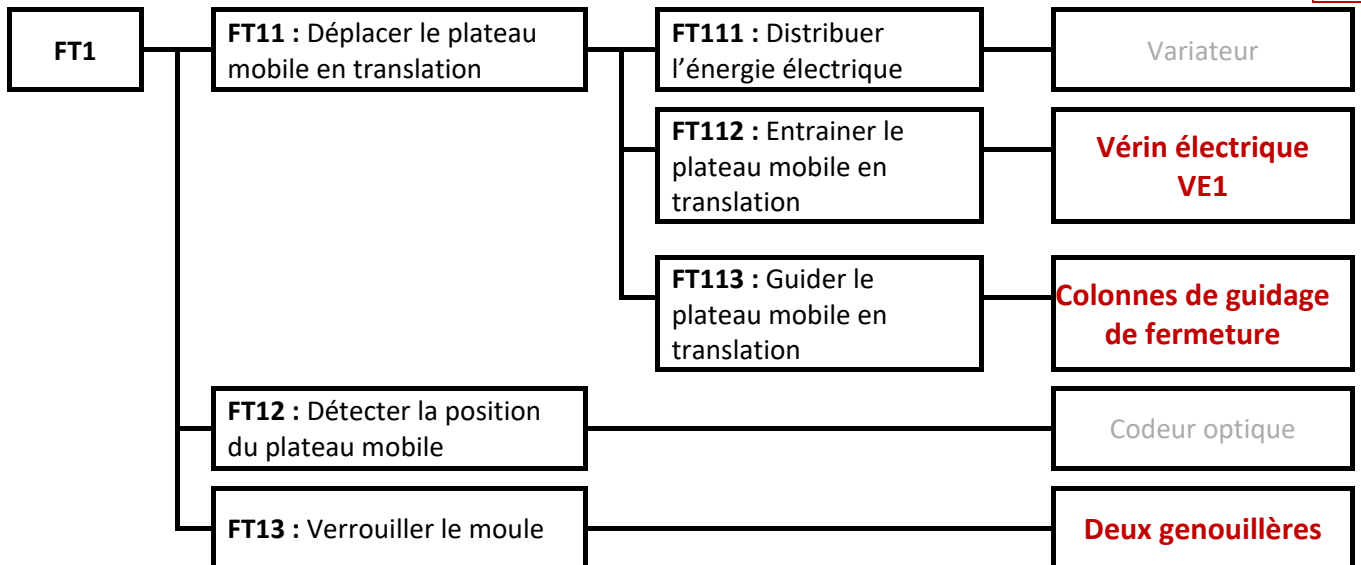 FT1
FT11 : Déplacer le plateau
mobile en translation
FT111 : Distribuer
l’énergie électrique
Variateur
FT112 : Entrainer le
plateau mobile en
translation
Vérin électrique
VE1
FT113 : Guider le
plateau mobile en
translation
Colonnes de guidage
de fermeture
FT12 : Détecter la position
du plateau mobile
Codeur optique
FT13 : Verrouiller le moule
Deux genouillères